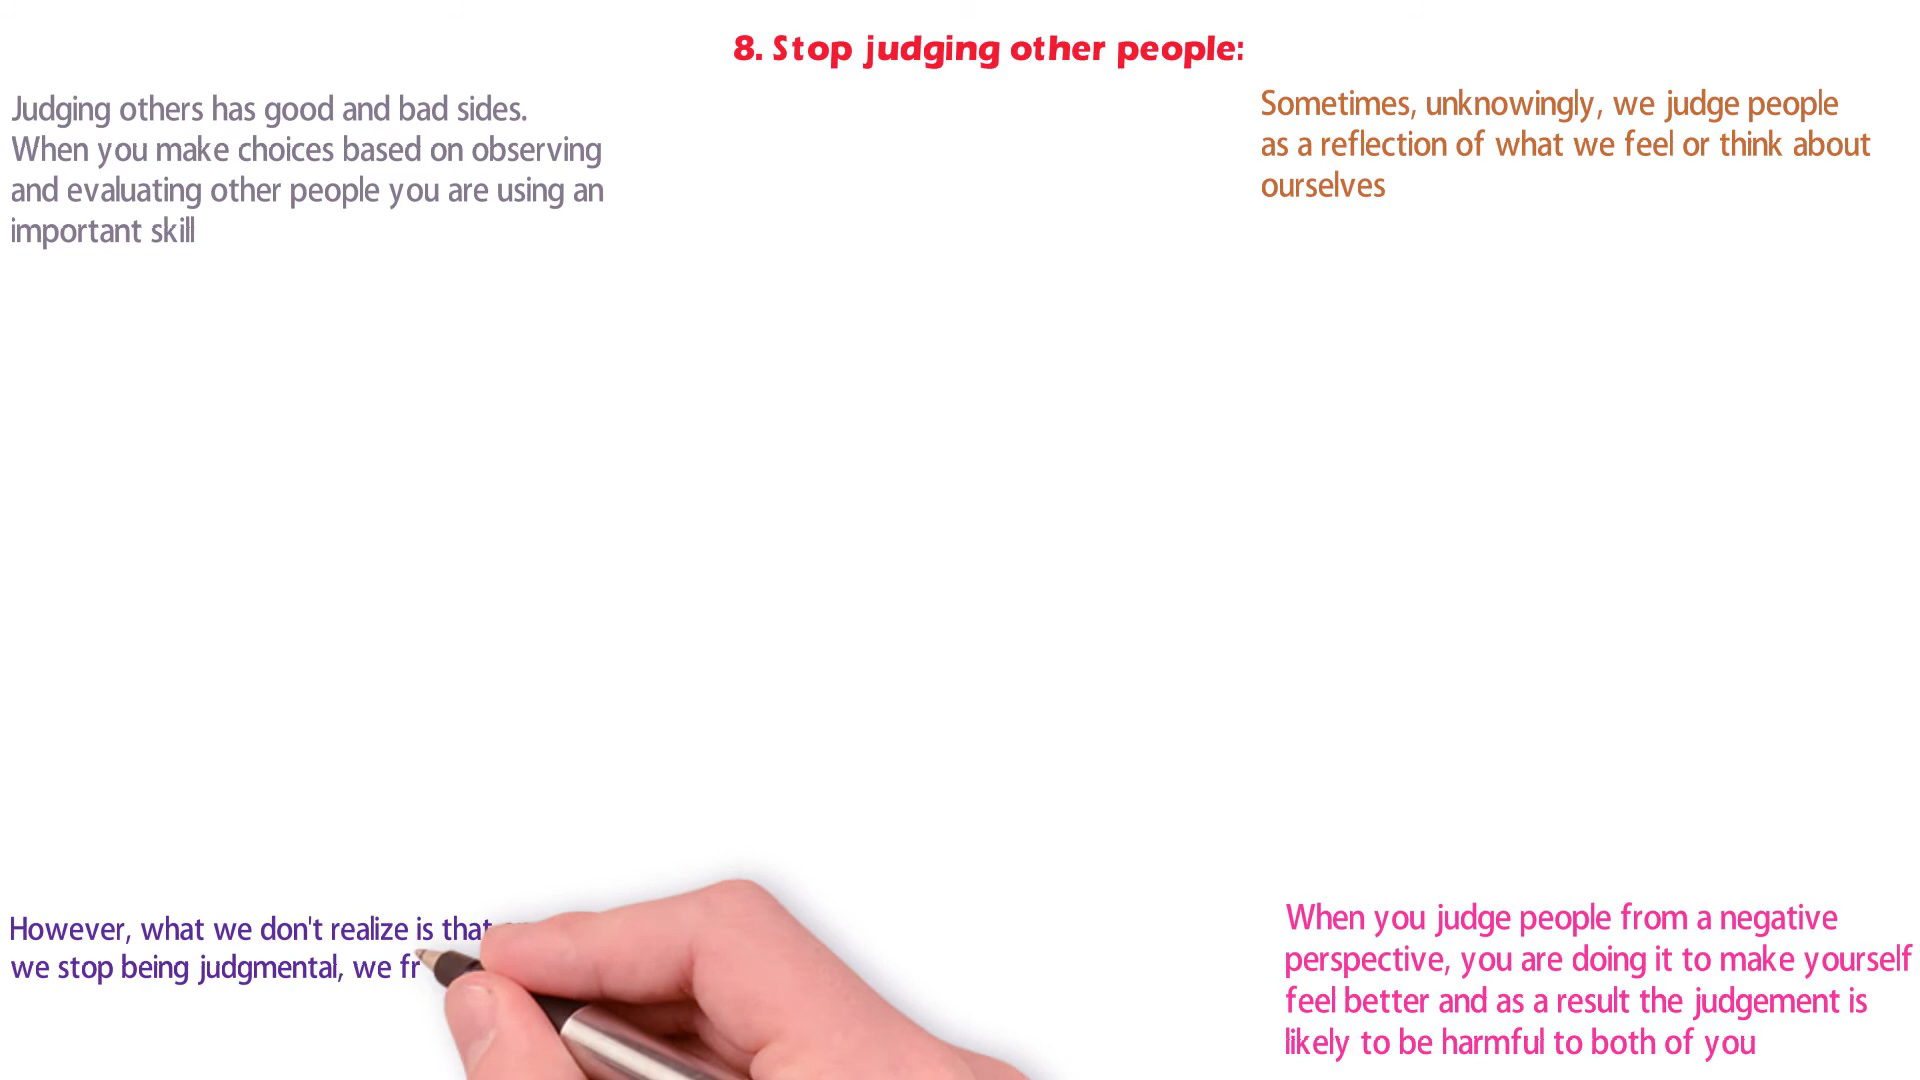 8. Stop judging other people:
Judging others has good and bad sides.
When you make choices based on observing
and evaluating other people you are using an
important skill
Sometimes, unknowingly, we judge people
as a reflection of what we feel or think about
ourselves
However, what we don't realize is that
we stop being judgmental, we fr
When you judge people from a negative
perspective, you are doing it to make yourself
feel better and as a result the judgement is
likely to be harmful to both of you